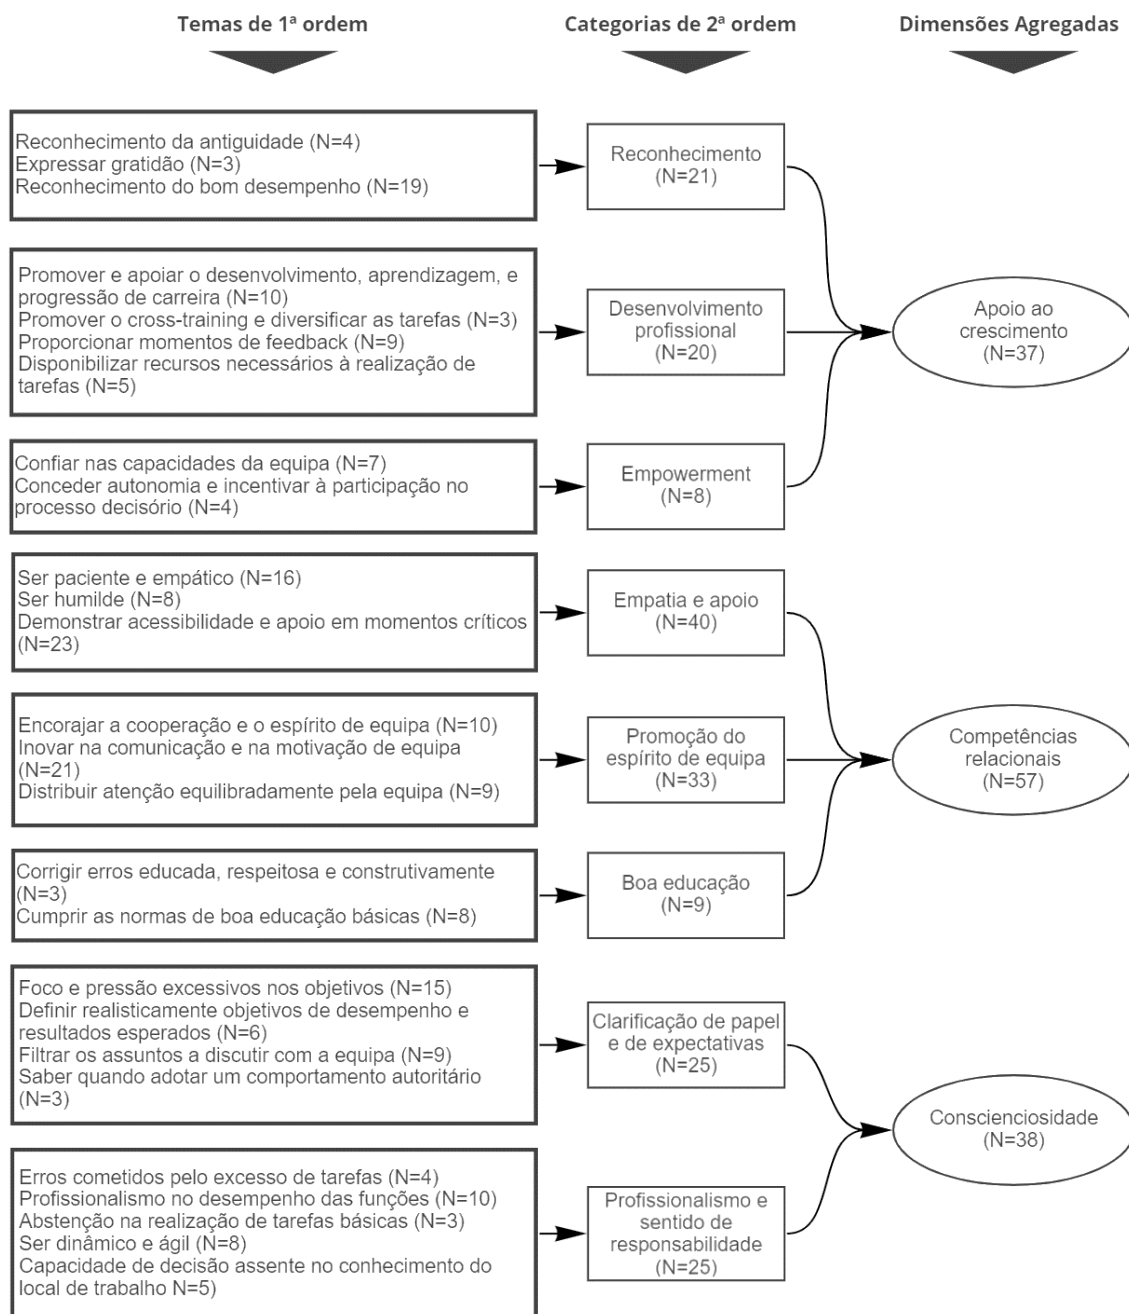 Temas de 1ª ordem
Categorias de 2ª ordem
Dimensões Agregadas
Reconhecimento da antiguidade (N=4)
Expressar gratidão (N=3)
Reconhecimento do bom desempenho (N=19)
Reconhecimento
(N=21)
Promover e apoiar o desenvolvimento, aprendizagem, e
progressão de carreira (N=10)
Promover o cross-training e diversificar as tarefas (N=3)
Proporcionar momentos de feedback (N=9)
Disponibilizar recursos necessários à realização de
tarefas (N=5)
Desenvolvimento
profissional
(N=20)
Apoio ao
crescimento
(N=37)
Confiar nas capacidades da equipa (N=7)
Conceder autonomia e incentivar à participação no
processo decisório (N=4)
Empowerment
(N=8)
Ser paciente e empático (N=16)
Ser humilde (N=8)
Demonstrar acessibilidade e apoio em momentos críticos
(N=23)
Empatia e apoio
(N=40)
Encorajar a cooperação e o espírito de equipa (N=10)
Inovar na comunicação e na motivação de equipa
(N=21)
Distribuir atenção equilibradamente pela equipa (N=9)
Promoção do
espírito de equipa
(N=33)
Competências
relacionais
(N=57)
Corrigir erros educada, respeitosa e construtivamente
(N=3)
Cumprir as normas de boa educação básicas (N=8)
Boa educação
(N=9)
Foco e pressão excessivos nos objetivos (N=15)
Definir realisticamente objetivos de desempenho e
resultados esperados (N=6)
Filtrar os assuntos a discutir com a equipa (N=9)
Saber quando adotar um comportamento autoritário
(N=3)
Clarificação de papel
e de expectativas
(N=25)
Conscienciosidade
(N=38)
Erros cometidos pelo excesso de tarefas (N=4)
Profissionalismo no desempenho das funções (N=10)
Abstenção na realização de tarefas básicas (N=3)
Ser dinâmico e ágil (N=8)
Capacidade de decisão assente no conhecimento do
local de trabalho N=5)
Profissionalismo e
sentido de
responsabilidade
(N=25)